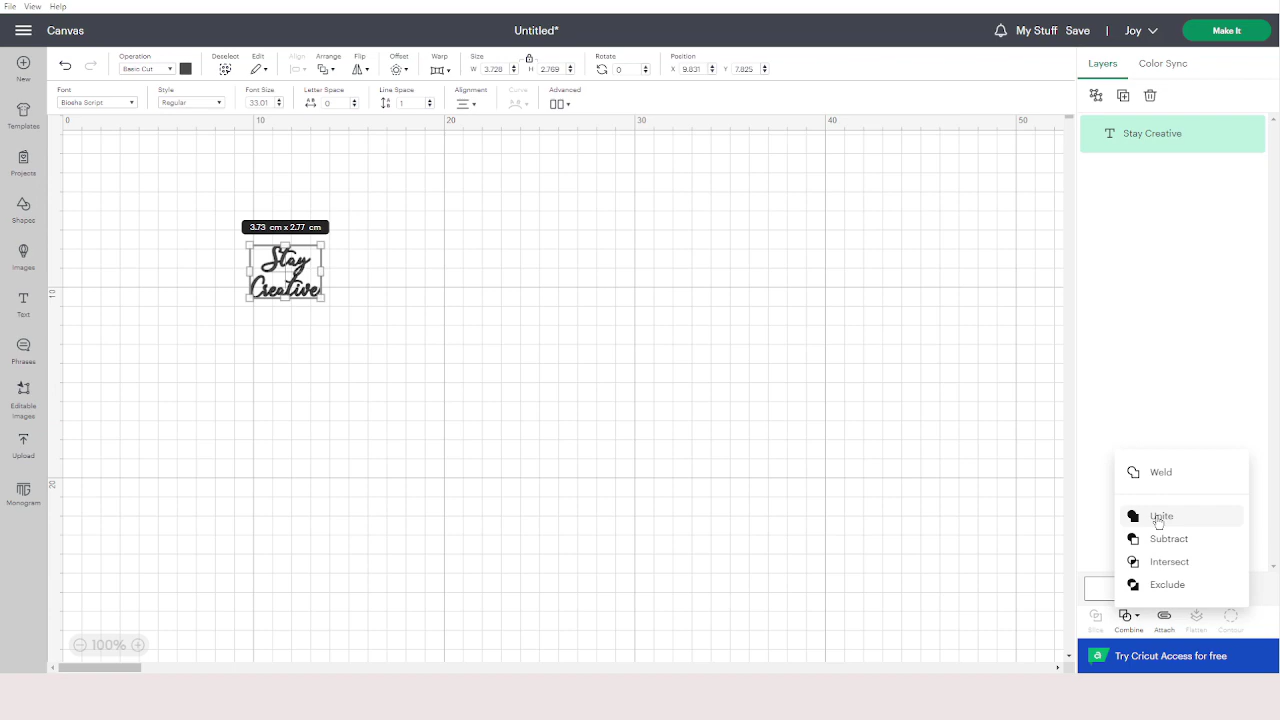 File View Help
Canvas Untitled* My Stuff Save | Joy Make It
Operation Deselect Edit Align Arrange Flip Offset Warp Size Rotate Position
Basic Cut W 3.728 H 2.769 0 X 9.831 Y 7.825
Font Style Font Size Letter Space Line Space Alignment Curve Advanced
Biosha Script Regular 33.01 0 1
New
Templates
Projects
Shapes
Images
Text
Phrases
Editable
Images
Upload
Monogram
0 10 20 30 40 50
10
20
3.73 cm x 2.77 cm
Stay
Creative
100%
Layers Color Sync
Stay Creative
Weld
Unite
Subtract
Intersect
Exclude
Slice Combine Attach Flatten Contour
a Try Cricut Access for free